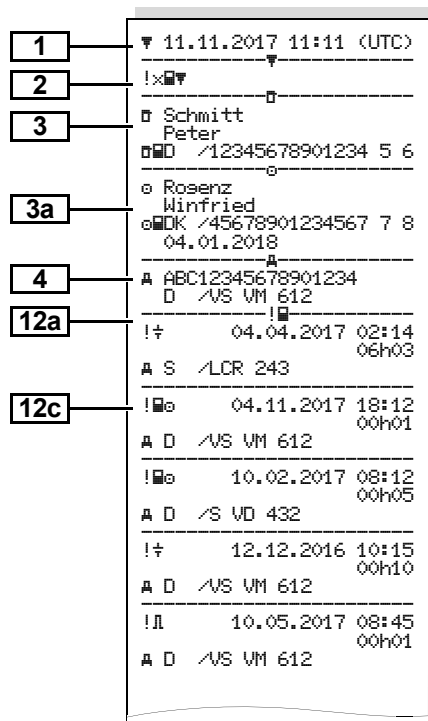 1
▼ 11.11.2017 11:11 (UTC)
2
!x▼
3
Schmitt
Peter
D /12345678901234 5 6
3a
Rogenz
Winfried
DK /45678901234567 7 8
04.01.2018
4
A ABC12345678901234
D /VS VM 612
12a
!÷ 04.04.2017 02:14
06h03
A S /LCR 243
12c
! 04.11.2017 18:12
00h01
A D /VS VM 612
! 10.02.2017 08:12
00h05
A D /S VD 432
!÷ 12.12.2016 10:15
00h10
A D /VS VM 612
! 10.05.2017 08:45
00h01
A D /VS VM 612